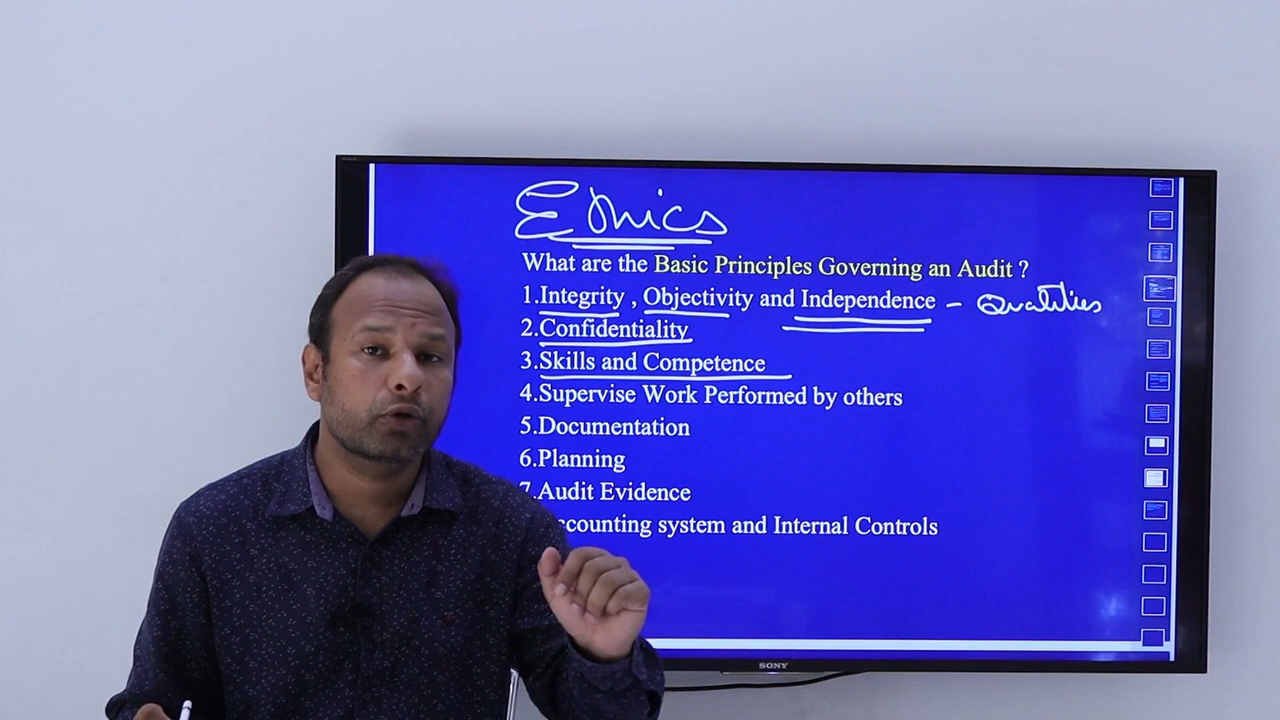 Ethics
What are the Basic Principles Governing an Audit ?
1.Integrity , Objectivity and Independence – Qualities
2.Confidentiality
3.Skills and Competence
4.Supervise Work Performed by others
5.Documentation
6.Planning
7.Audit Evidence
ccounting system and Internal Controls
SONY